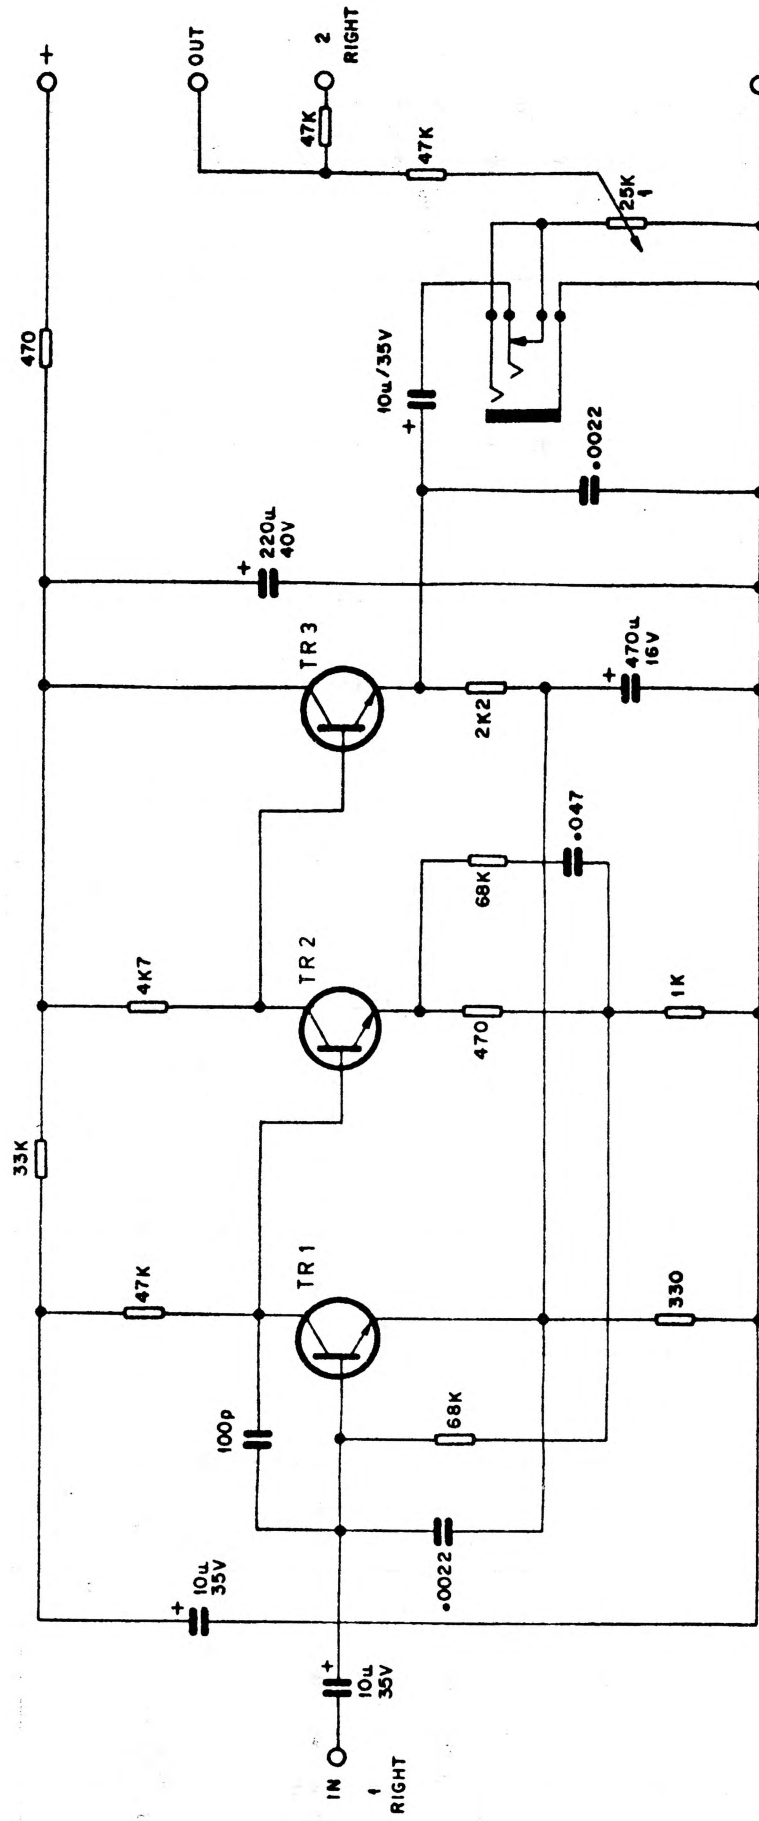 +
OUT
2
RIGHT
47K
47K
25K
1
470
10u/35V
+
.0022
+
220u
40V
TR3
2K2
+
470u
16V
.047
68K
4K7
TR2
470
1K
33K
47K
TR1
330
100p
68K
.0022
+
10u
35V
+
10u
35V
IN
1
RIGHT